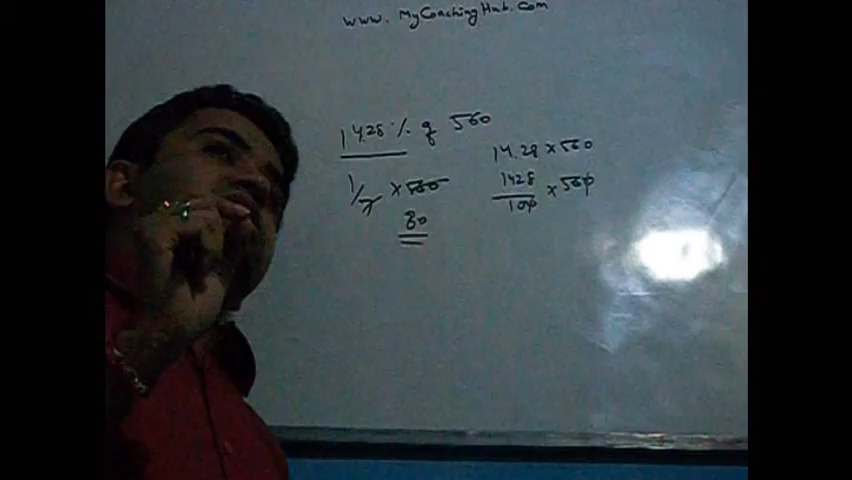 www. MyCoachingHub.Com
14.28 % of 560
1/7 × 560
80
14.28 × 560
1428/100 × 560